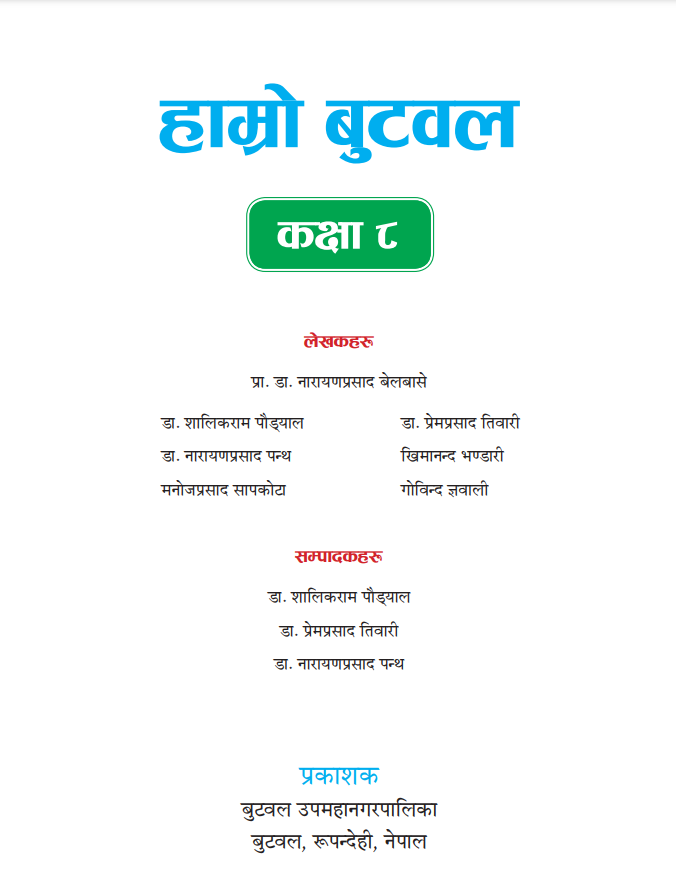 हाम्रो बुटवल
कक्षा ८
लेखकहरू
प्रा. डा. नारायणप्रसाद बेलबासे
डा. शालिकराम पौड्याल डा. प्रेमप्रसाद तिवारी
डा. नारायणप्रसाद पन्थ खिमानन्द भण्डारी
मनोजप्रसाद सापकोटा गोविन्द ज्ञवाली
सम्पादकहरू
डा. शालिकराम पौड्याल
डा. प्रेमप्रसाद तिवारी
डा. नारायणप्रसाद पन्थ
प्रकाशक
बुटवल उपमहानगरपालिका
बुटवल, रूपन्देही, नेपाल